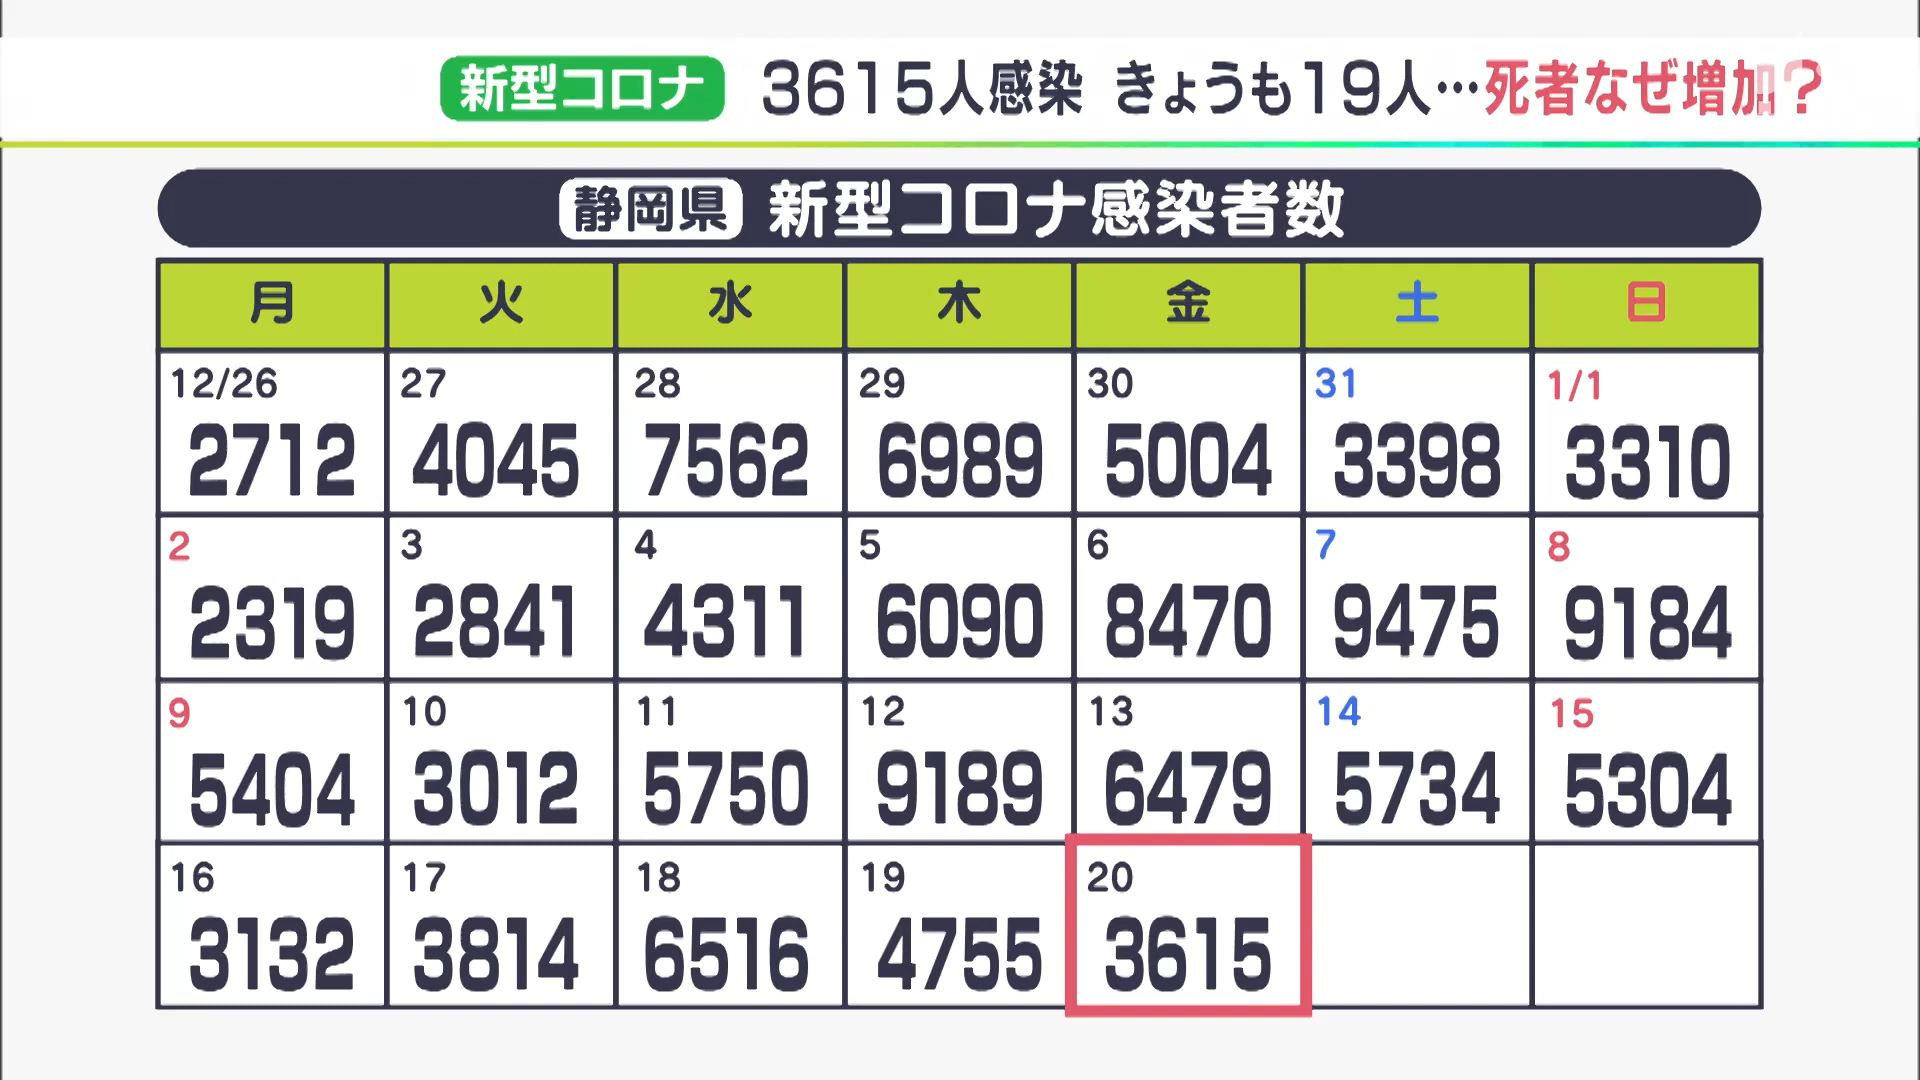 新型コロナ 3615人感染 きょうも19人…死者なぜ増加?
静岡県 新型コロナ感染者数
月 火 水 木 金 土 日
12/26 27 28 29 30 31 1/1
2712 4045 7562 6989 5004 3398 3310
2 3 4 5 6 7 8
2319 2841 4311 6090 8470 9475 9184
9 10 11 12 13 14 15
5404 3012 5750 9189 6479 5734 5304
16 17 18 19 20
3132 3814 6516 4755 3615